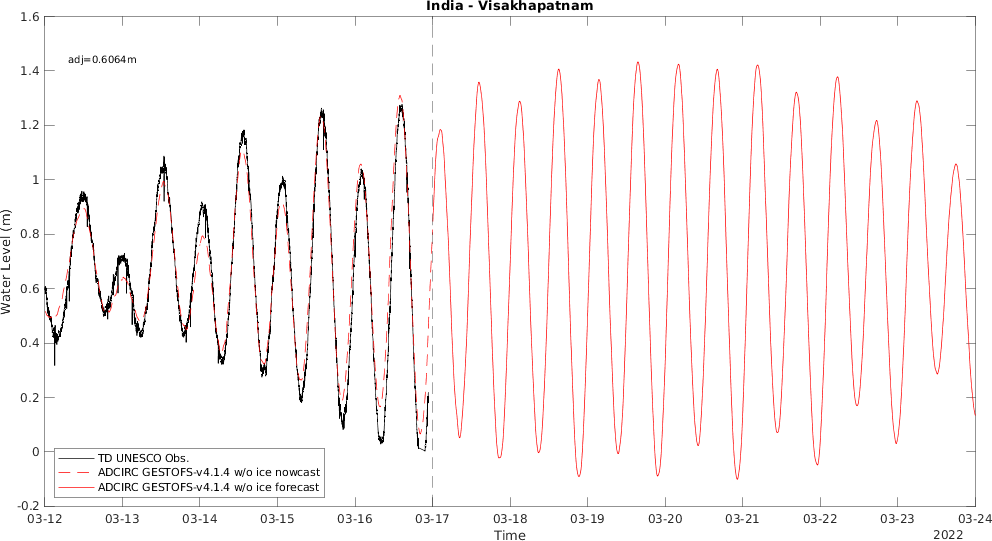 India - Visakhapatnam
adj=0.6064m
Water Level (m)
1.6
1.4
1.2
1
0.8
0.6
0.4
0.2
0
-0.2
TD UNESCO Obs.
ADCIRC GESTOFS-v4.1.4 w/o ice nowcast
ADCIRC GESTOFS-v4.1.4 w/o ice forecast
03-12 03-13 03-14 03-15 03-16 03-17 03-18 03-19 03-20 03-21 03-22 03-23 03-24
Time
2022